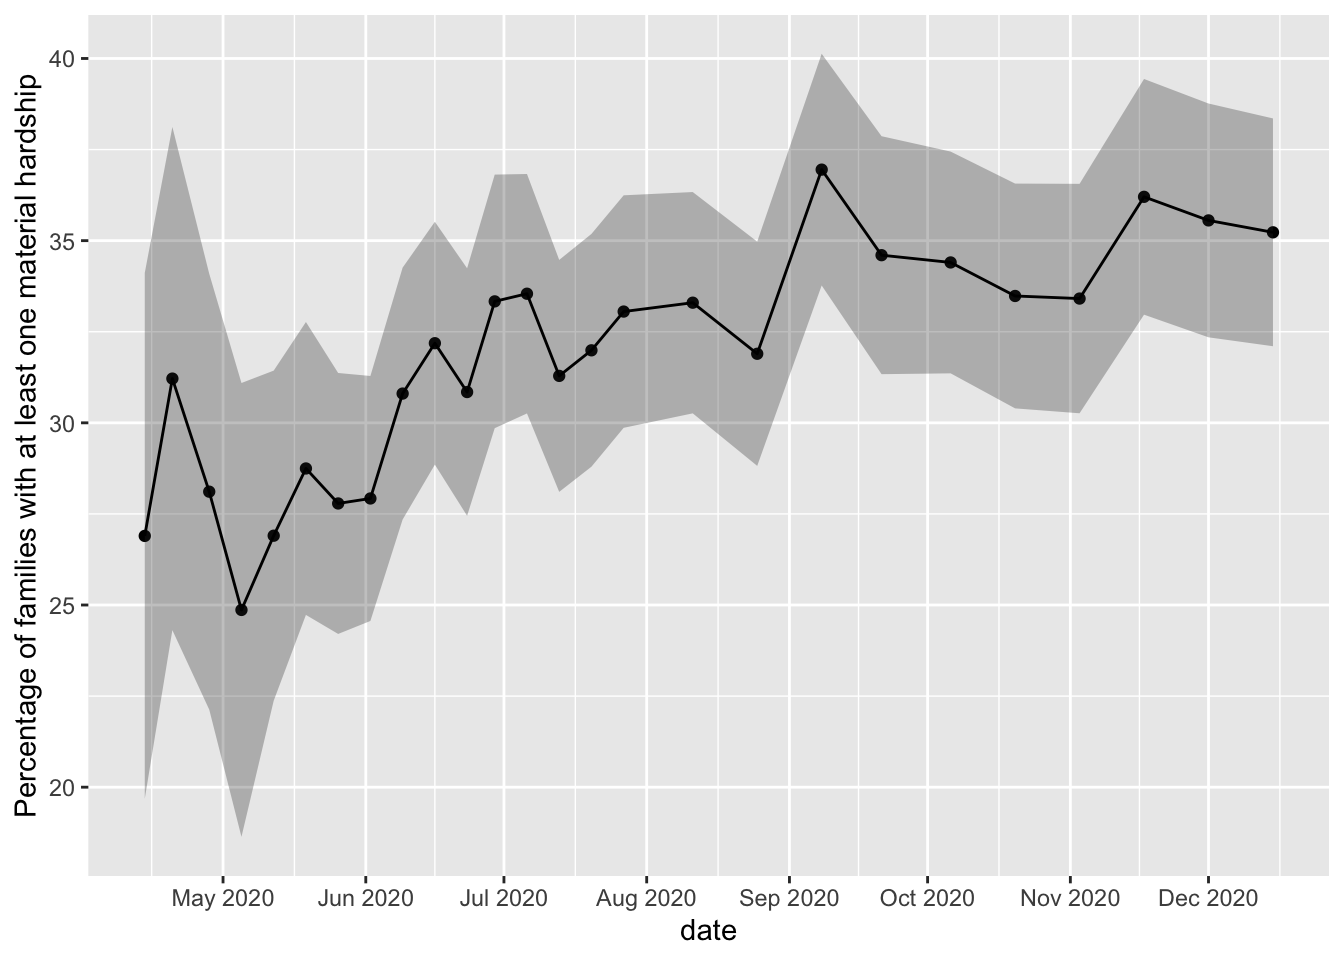 Percentage of families with at least one material hardship
40
35
30
25
20
May 2020 Jun 2020 Jul 2020 Aug 2020 Sep 2020 Oct 2020 Nov 2020 Dec 2020
date